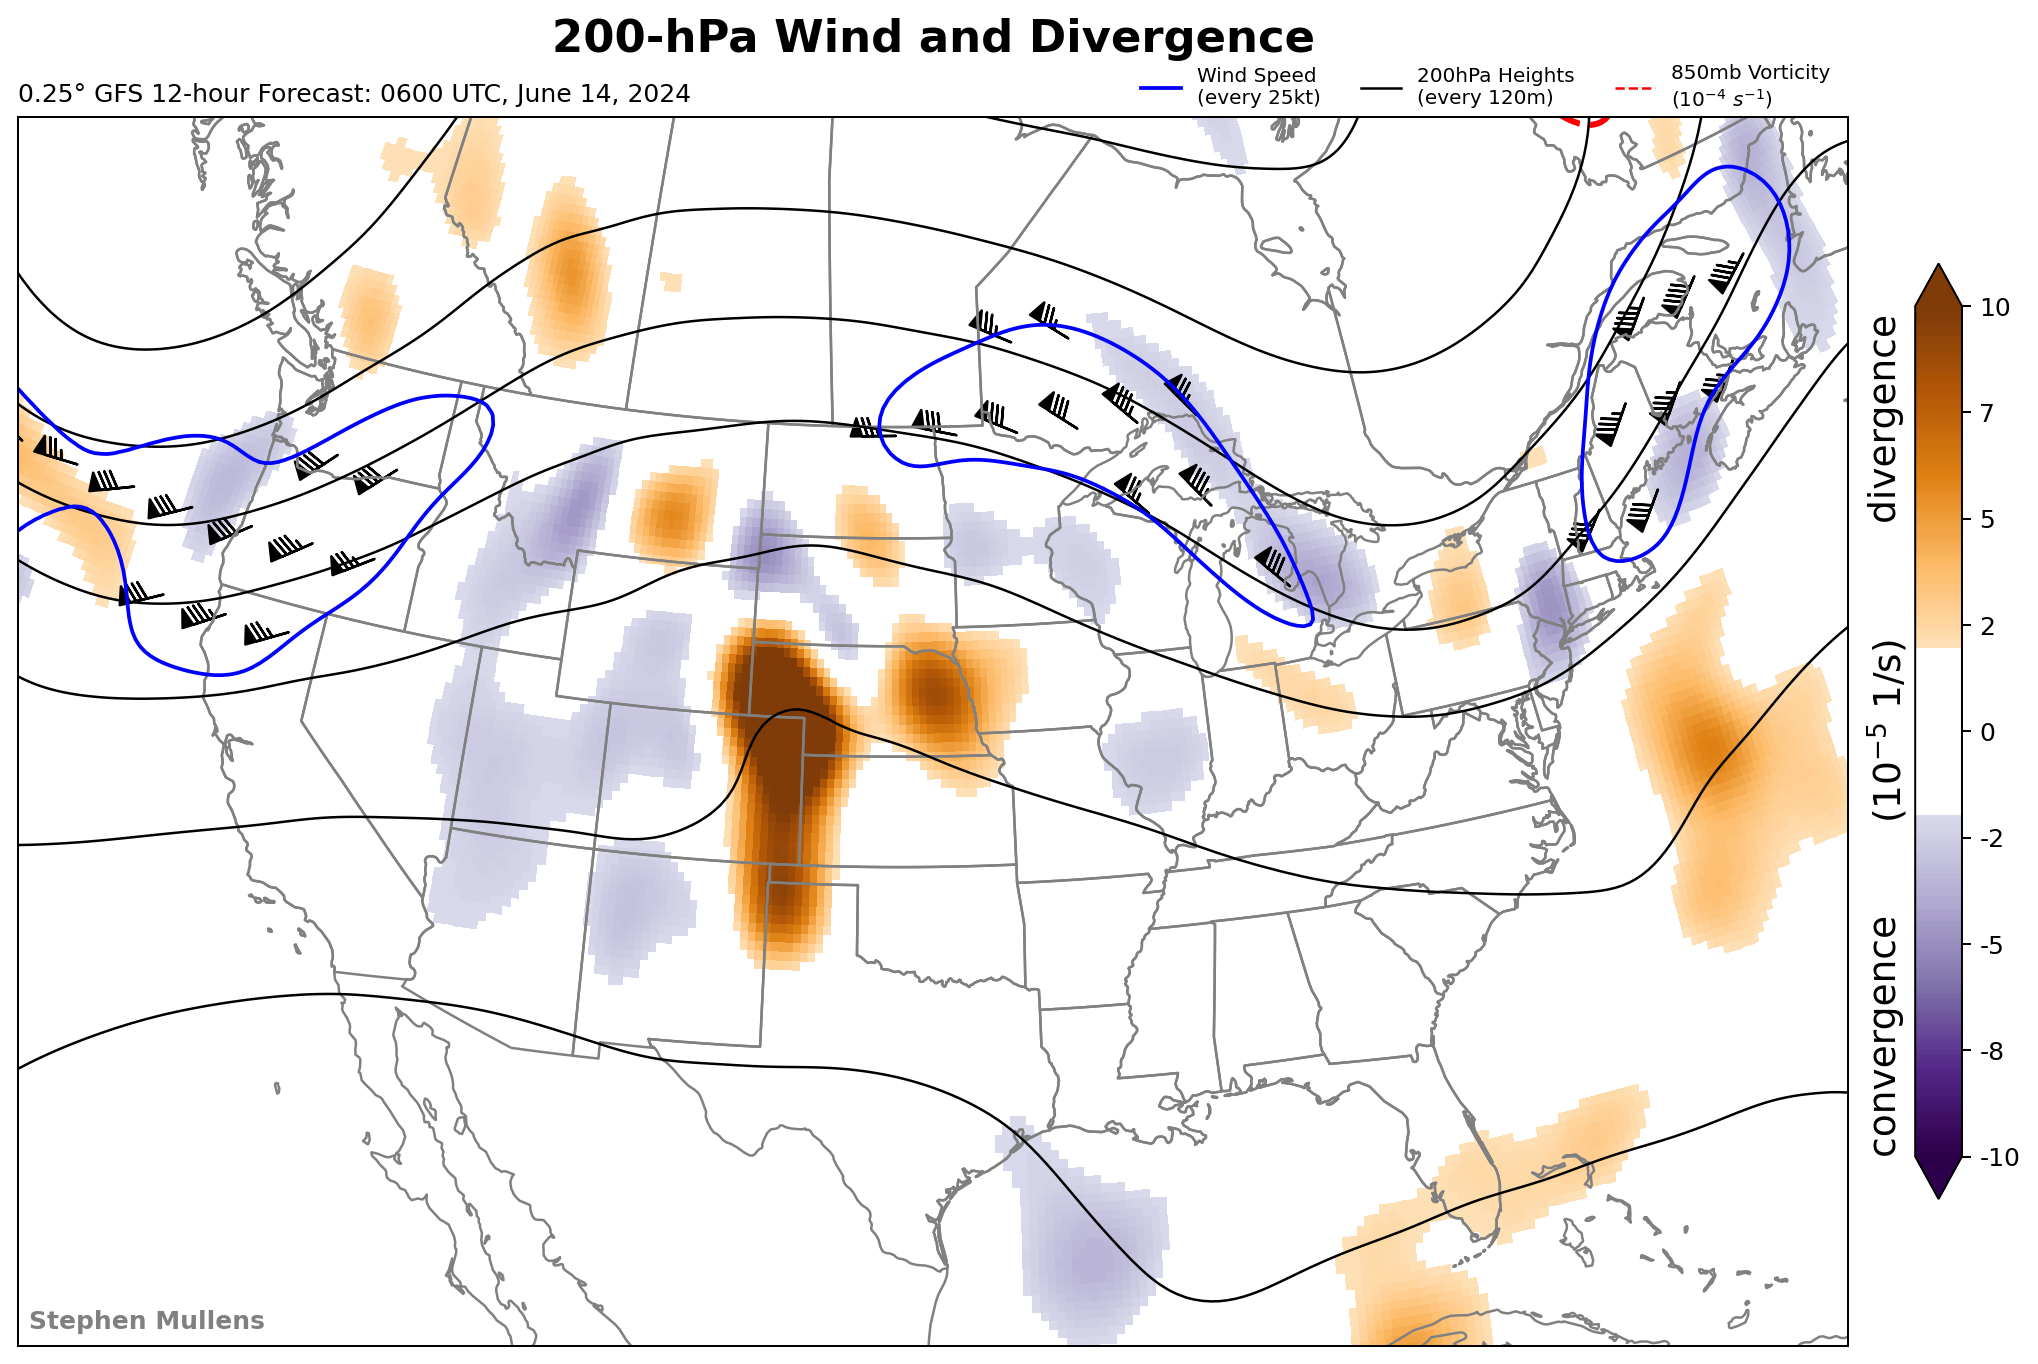 200-hPa Wind and Divergence
0.25° GFS 12-hour Forecast: 0600 UTC, June 14, 2024
Wind Speed
(every 25kt)
200hPa Heights
(every 120m)
850mb Vorticity
(10⁻⁴ s⁻¹)
10
7
5
2
0
-2
-5
-8
-10
convergence (10⁻⁵ 1/s) divergence
Stephen Mullens